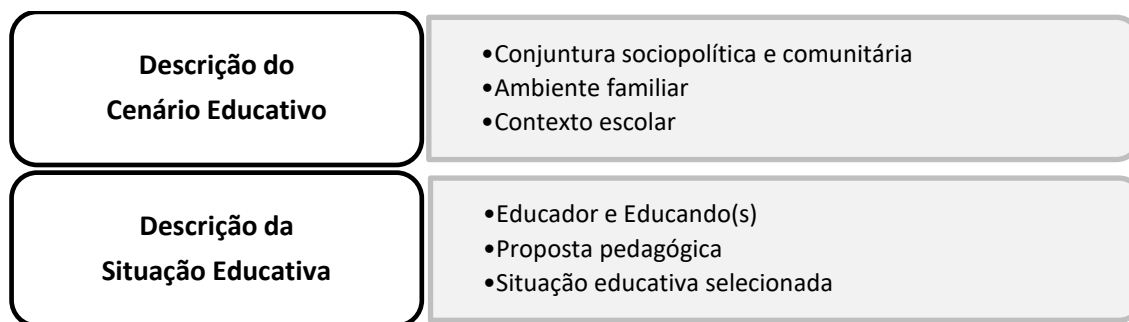 Descrição do
Cenário Educativo
•Conjuntura sociopolítica e comunitária
•Ambiente familiar
•Contexto escolar
Descrição da
Situação Educativa
•Educador e Educando(s)
•Proposta pedagógica
•Situação educativa selecionada